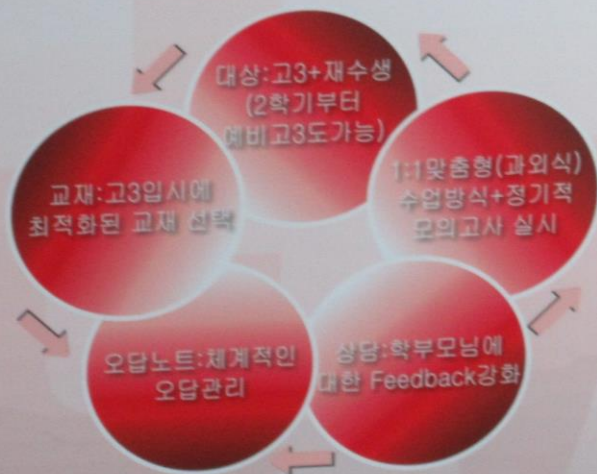 대상:고3+재수생
(2학기부터
예비고3도가능)
교재:고3입시에
최적화된 교재 선택
오답노트:체계적인
오답관리
상담:학부모님에
대한 Feedback강화
1:1맞춤형(과외식)
수업방식+정기적
모의고사 실시